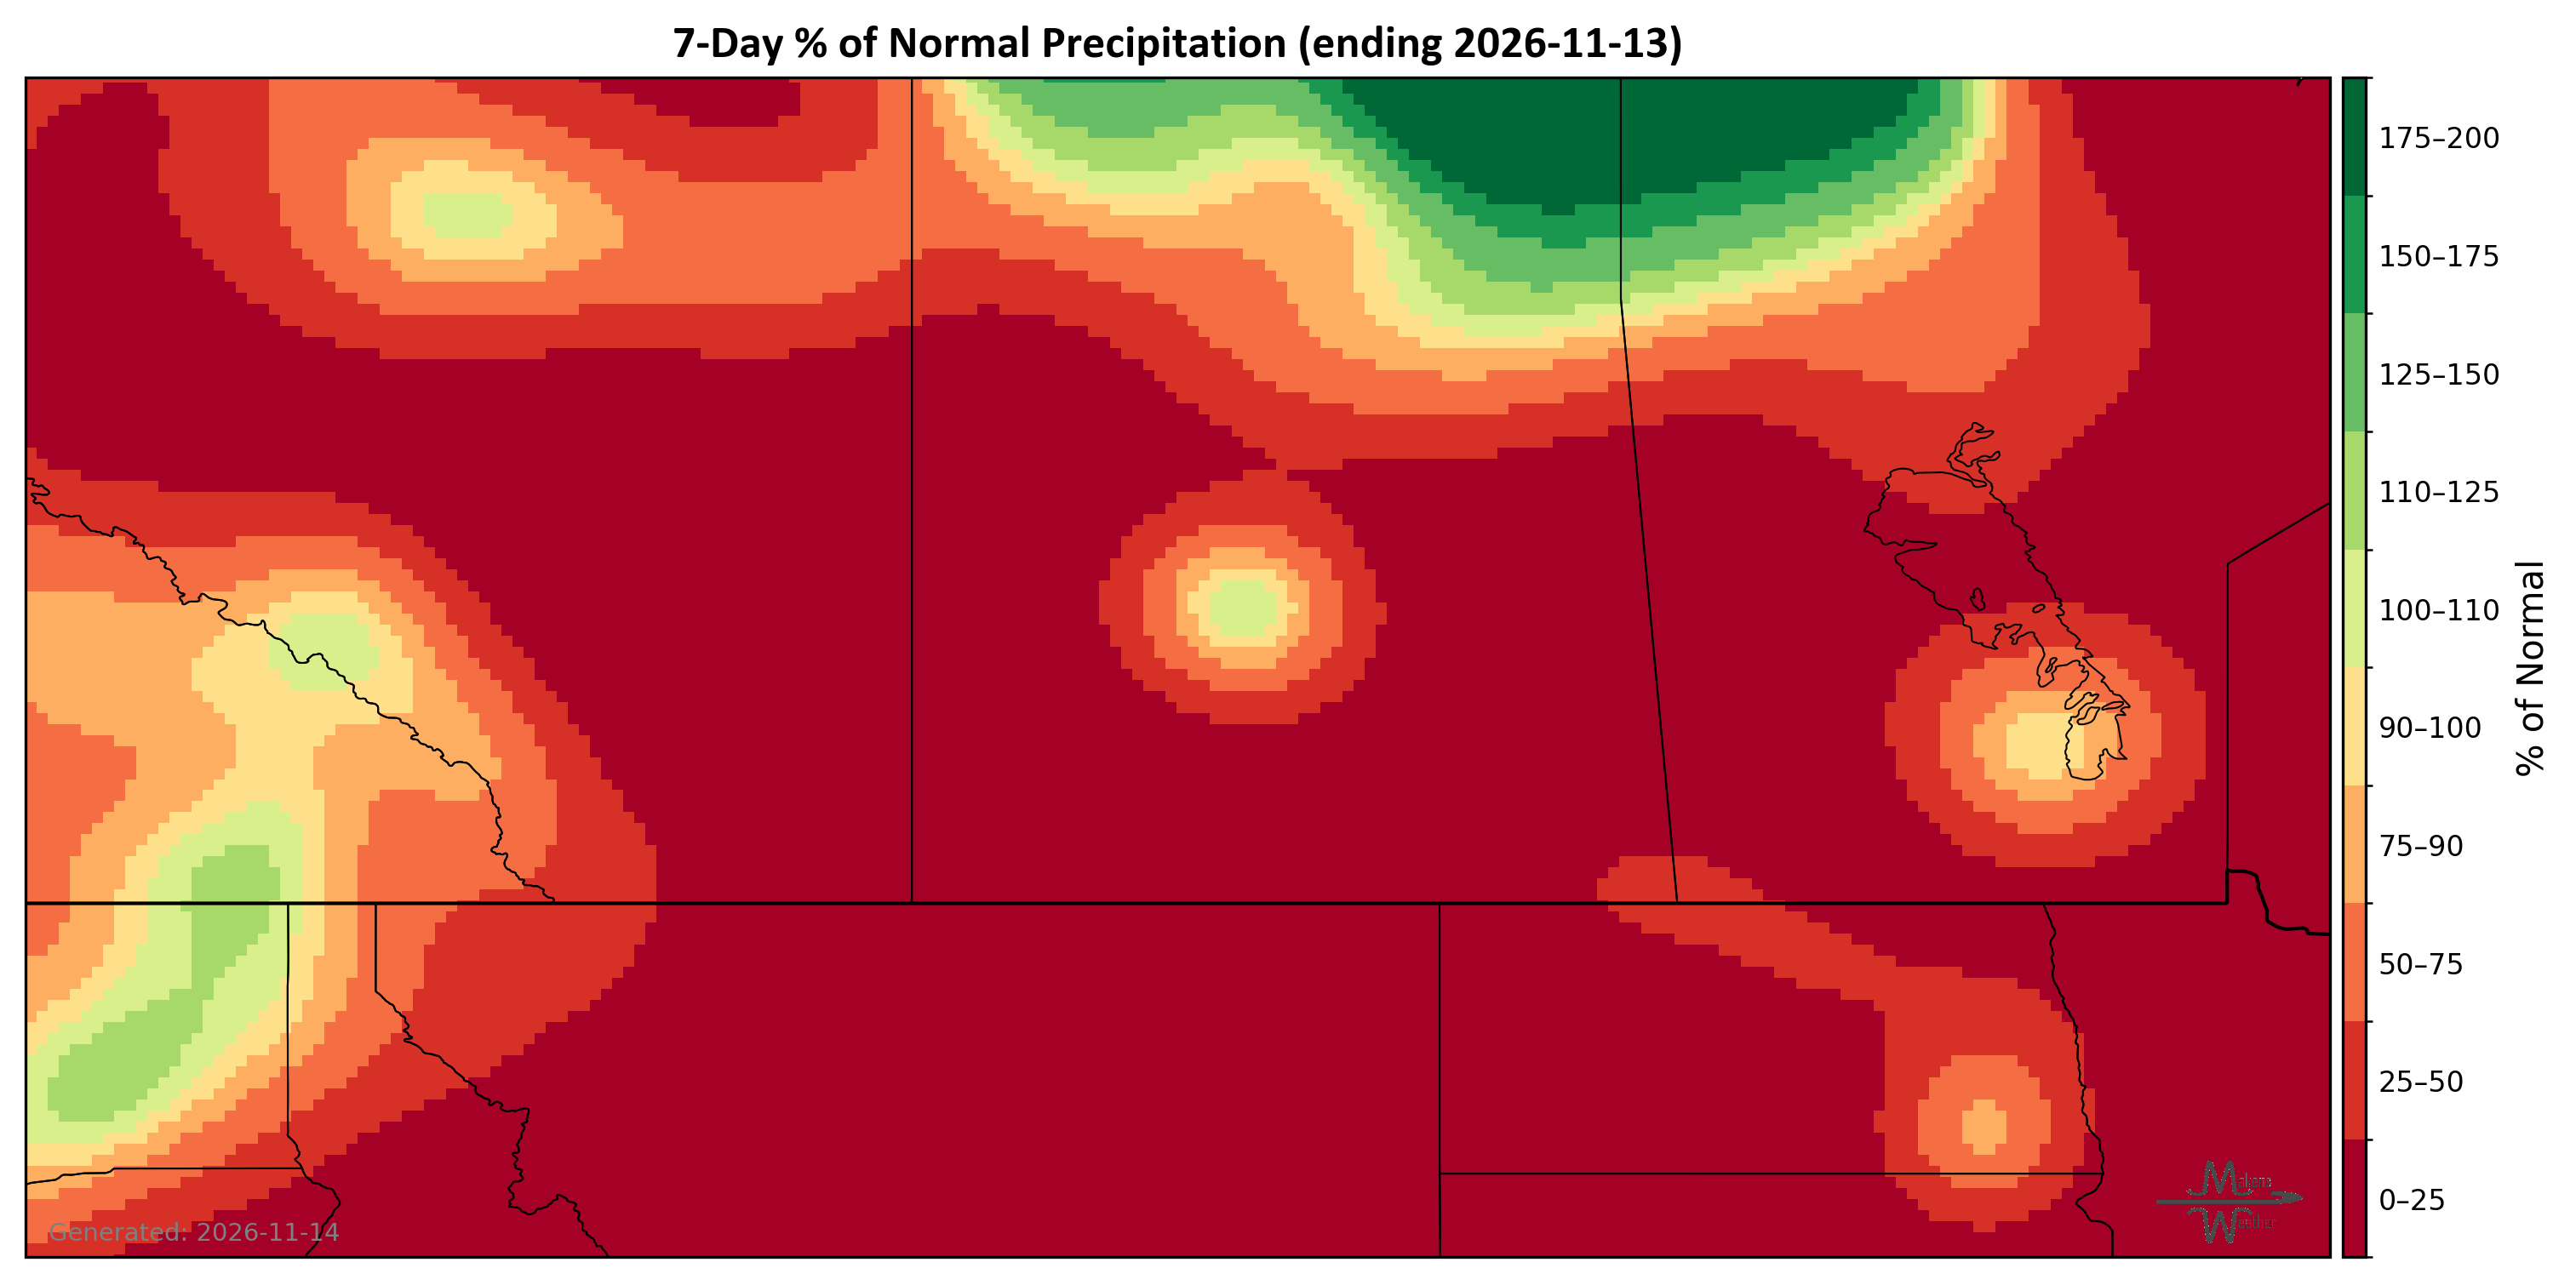 7-Day % of Normal Precipitation (ending 2026-11-13)
175–200
150–175
125–150
110–125
100–110
90–100
75–90
50–75
25–50
0–25
% of Normal
Generated: 2026-11-14
Weather